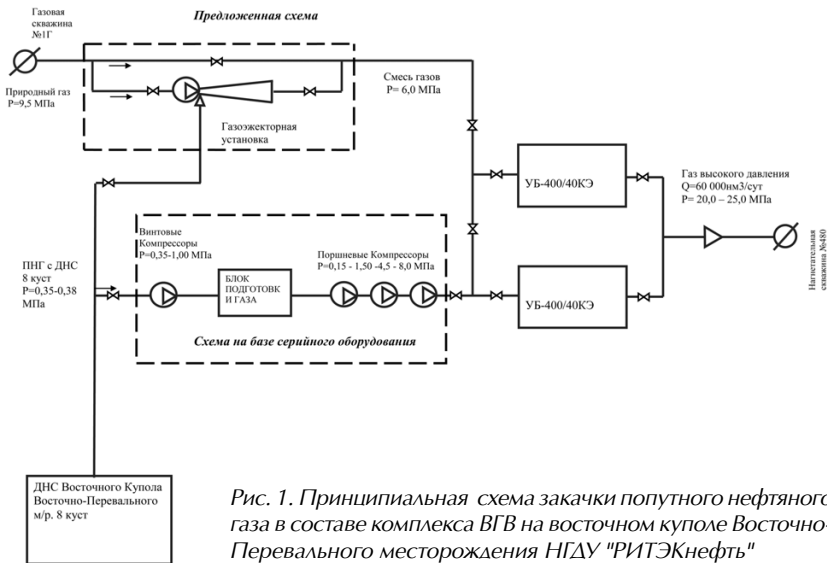 Газовая
скважина
№1Г
Предложенная схема
Природный газ
P=9,5 МПа
Смесь газов
P= 6,0 МПа
Газоэжекторная
установка
УБ-400/40КЭ
Газ высокого давления
Q=60 000нм3/сут
P= 20,0 – 25,0 МПа
Нагнетательная
скважина №480
ПНГ с ДНС
8 куст
P=0,35-0,38
МПа
Винтовые
Компрессоры
P=0,35-1,00 МПа
БЛОК
ПОДГОТОВК
И ГАЗА
Поршневые Компрессоры
P=0,15 - 1,50 -4,5 - 8,0 МПа
УБ-400/40КЭ
Схема на базе серийного оборудования
ДНС Восточного Купола
Восточно-Перевального
м/р. 8 куст
Рис. 1. Принципиальная схема закачки попутного нефтяного
газа в составе комплекса ВГВ на восточном куполе Восточно-
Перевального месторождения НГДУ "РИТЭКнефть"